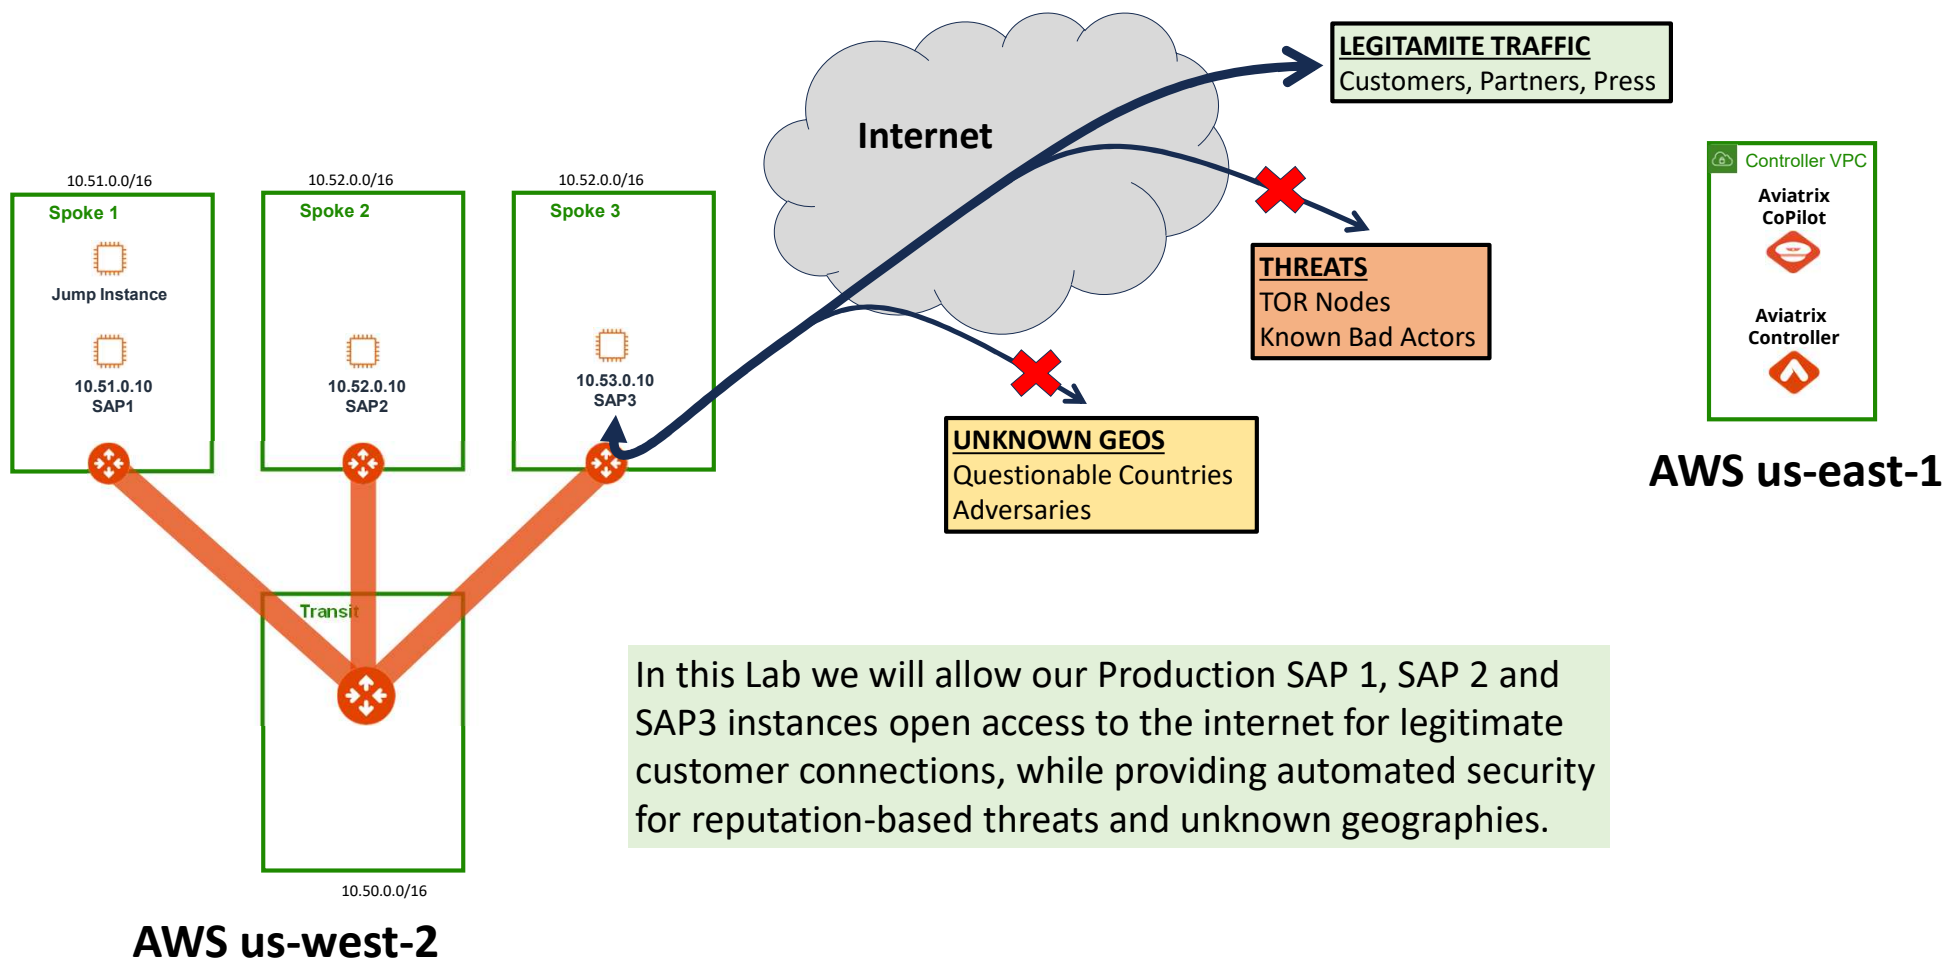 LEGITAMITE TRAFFIC
Customers, Partners, Press
Internet
Controller VPC
Aviatrix
CoPilot
Aviatrix
Controller
AWS us-east-1
10.51.0.0/16
Spoke 1
Jump Instance
10.51.0.10
SAP1
10.52.0.0/16
Spoke 2
10.52.0.10
SAP2
10.52.0.0/16
Spoke 3
10.53.0.10
SAP3
THREATS
TOR Nodes
Known Bad Actors
UNKNOWN GEOS
Questionable Countries
Adversaries
Transit
10.50.0.0/16
AWS us-west-2
In this Lab we will allow our Production SAP 1, SAP 2 and
SAP3 instances open access to the internet for legitimate
customer connections, while providing automated security
for reputation-based threats and unknown geographies.